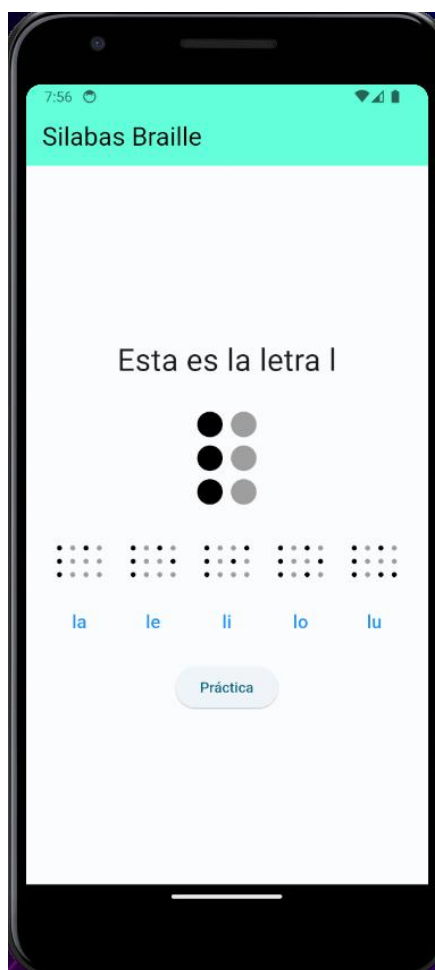 7:56
Silabas Braille
Esta es la letra l
la le li lo lu
Práctica